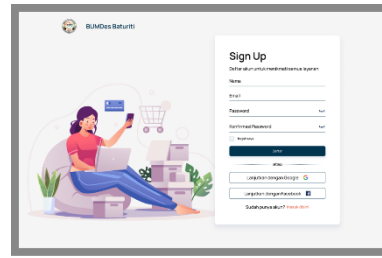 BUMDes Baturiti
Sign Up
Daftar akun untuk menikmati semua layanan
Nama
Email
Password
Konfirmasi Password
Daftar
atau
Lanjutkan dengan Google
Lanjutkan dengan Facebook
Sudah punya akun?